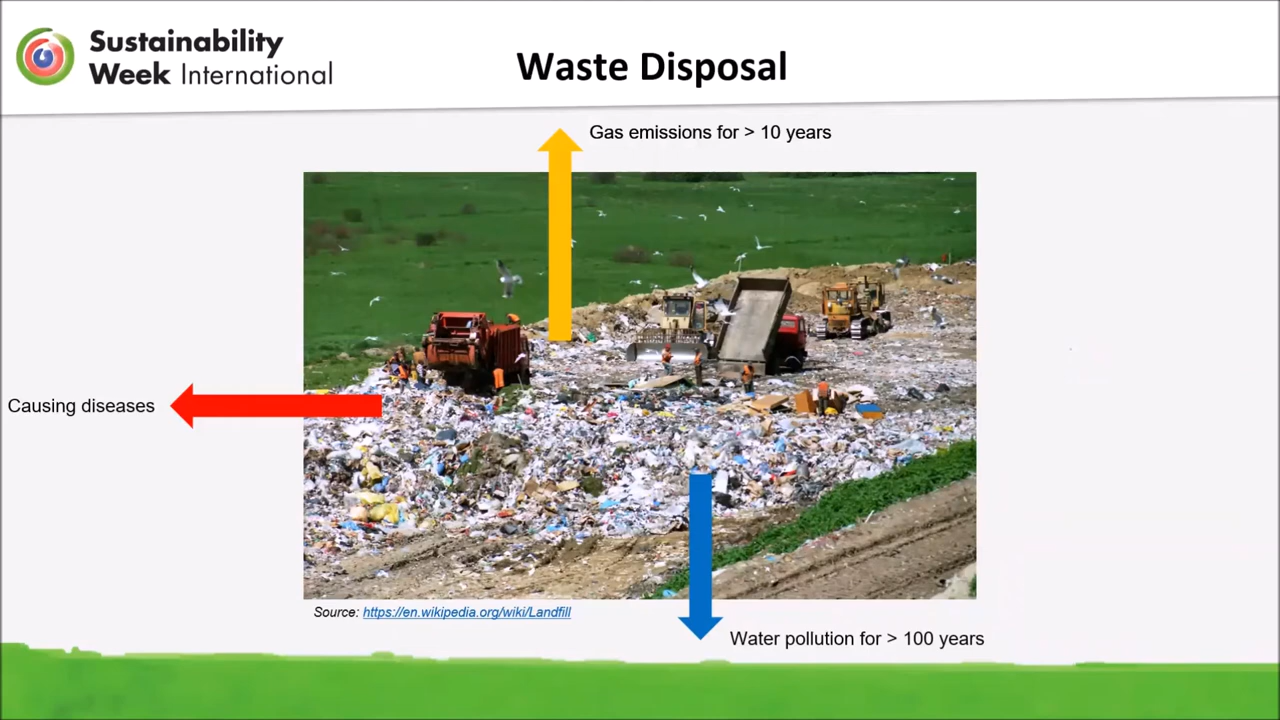 Sustainability
Week International
Waste Disposal
Gas emissions for > 10 years
Causing diseases
Source: https://en.wikipedia.org/wiki/Landfill
Water pollution for > 100 years